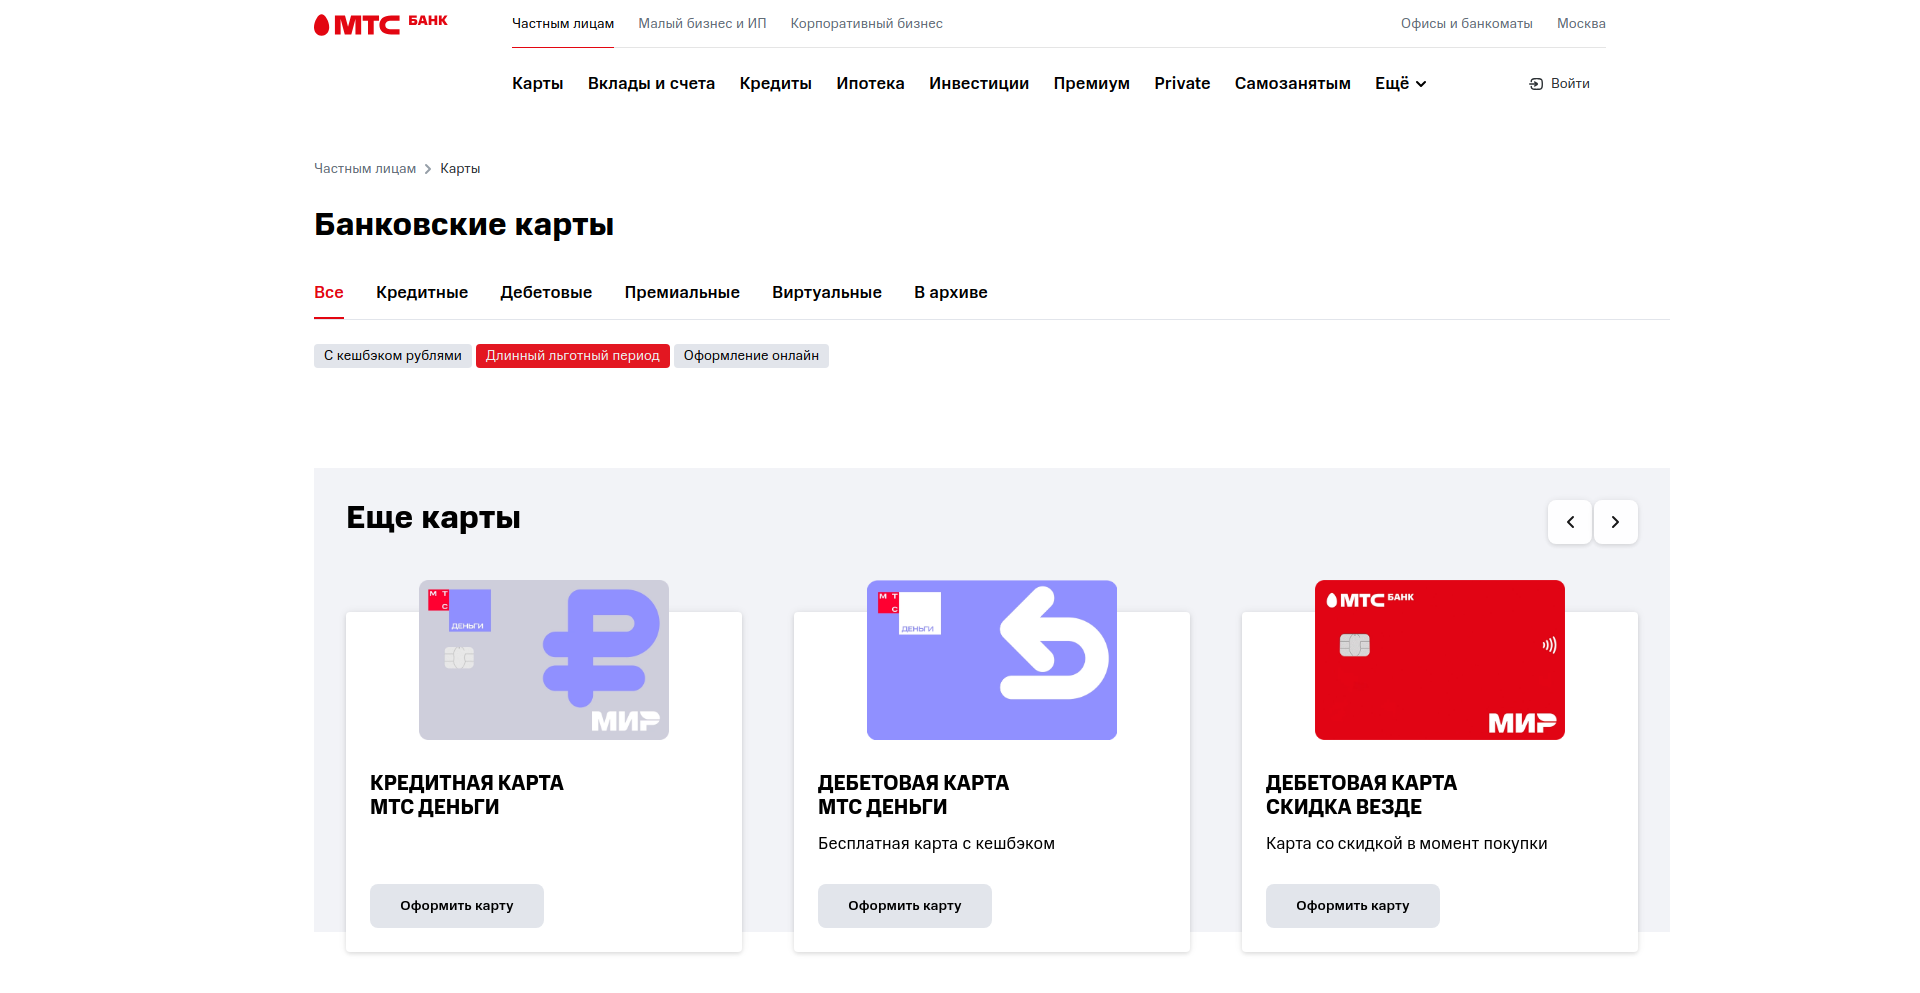 МТС БАНК
Частным лицам Малый бизнес и ИП Корпоративный бизнес Офисы и банкоматы Москва
Карты Вклады и счета Кредиты Ипотека Инвестиции Премиум Private Самозанятым Ещё Войти
Частным лицам Карты
Банковские карты
Все Кредитные Дебетовые Премиальные Виртуальные В архиве
С кешбэком рублями Длинный льготный период Оформление онлайн
Еще карты
МТС ДЕНЬГИ
МИР
МТС ДЕНЬГИ
МТС БАНК
МИР
КРЕДИТНАЯ КАРТА
МТС ДЕНЬГИ
Оформить карту
ДЕБЕТОВАЯ КАРТА
МТС ДЕНЬГИ
Бесплатная карта с кешбэком
Оформить карту
ДЕБЕТОВАЯ КАРТА
СКИДКА ВЕЗДЕ
Карта со скидкой в момент покупки
Оформить карту